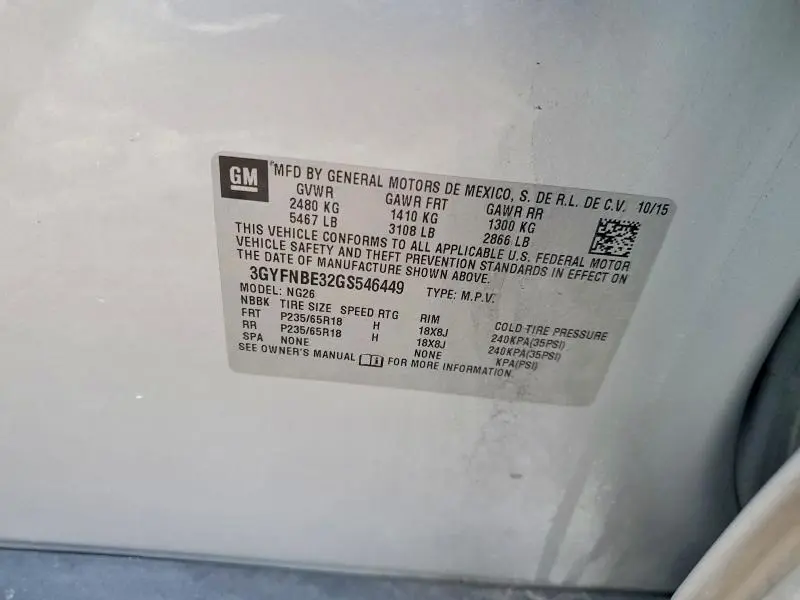 GM
MFD BY GENERAL MOTORS DE MEXICO, S. DE R.L. DE C.V. 10/15
GVWR GAWR FRT GAWR RR
2480 KG 1410 KG 1300 KG
5467 LB 3108 LB 2866 LB
THIS VEHICLE CONFORMS TO ALL APPLICABLE U.S. FEDERAL MOTOR
VEHICLE SAFETY AND THEFT PREVENTION STANDARDS IN EFFECT ON
THE DATE OF MANUFACTURE SHOWN ABOVE.
3GYFNBE32GS546449 TYPE: M.P.V.
MODEL: NG26
NBBK TIRE SIZE SPEED RTG RIM COLD TIRE PRESSURE
FRT P235/65R18 H 18X8J 240KPA(35PSI)
RR P235/65R18 H 18X8J 240KPA(35PSI)
SPA NONE NONE KPA(PSI)
SEE OWNER'S MANUAL FOR MORE INFORMATION.